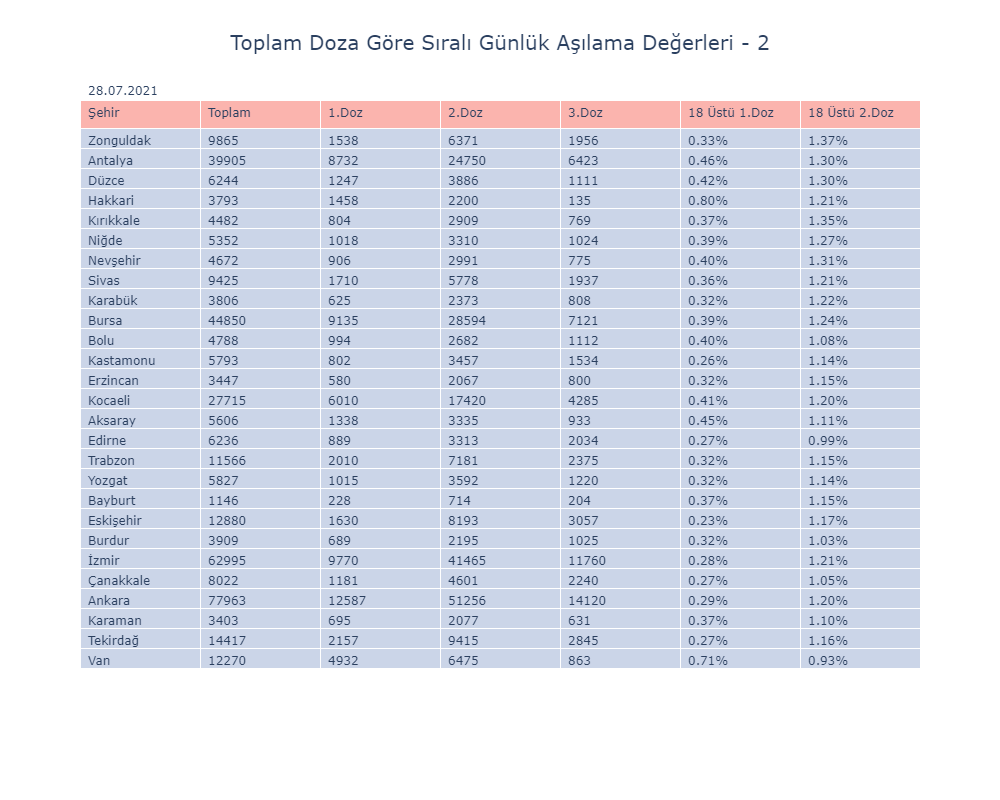 Toplam Doza Göre Sıralı Günlük Aşılama Değerleri - 2
28.07.2021
Şehir Toplam 1.Doz 2.Doz 3.Doz 18 Üstü 1.Doz 18 Üstü 2.Doz
Zonguldak 9865 1538 6371 1956 0.33% 1.37%
Antalya 39905 8732 24750 6423 0.46% 1.30%
Düzce 6244 1247 3886 1111 0.42% 1.30%
Hakkari 3793 1458 2200 135 0.80% 1.21%
Kırıkkale 4482 804 2909 769 0.37% 1.35%
Niğde 5352 1018 3310 1024 0.39% 1.27%
Nevşehir 4672 906 2991 775 0.40% 1.31%
Sivas 9425 1710 5778 1937 0.36% 1.21%
Karabük 3806 625 2373 808 0.32% 1.22%
Bursa 44850 9135 28594 7121 0.39% 1.24%
Bolu 4788 994 2682 1112 0.40% 1.08%
Kastamonu 5793 802 3457 1534 0.26% 1.14%
Erzincan 3447 580 2067 800 0.32% 1.15%
Kocaeli 27715 6010 17420 4285 0.41% 1.20%
Aksaray 5606 1338 3335 933 0.45% 1.11%
Edirne 6236 889 3313 2034 0.27% 0.99%
Trabzon 11566 2010 7181 2375 0.32% 1.15%
Yozgat 5827 1015 3592 1220 0.32% 1.14%
Bayburt 1146 228 714 204 0.37% 1.15%
Eskişehir 12880 1630 8193 3057 0.23% 1.17%
Burdur 3909 689 2195 1025 0.32% 1.03%
İzmir 62995 9770 41465 11760 0.28% 1.21%
Çanakkale 8022 1181 4601 2240 0.27% 1.05%
Ankara 77963 12587 51256 14120 0.29% 1.20%
Karaman 3403 695 2077 631 0.37% 1.10%
Tekirdağ 14417 2157 9415 2845 0.27% 1.16%
Van 12270 4932 6475 863 0.71% 0.93%